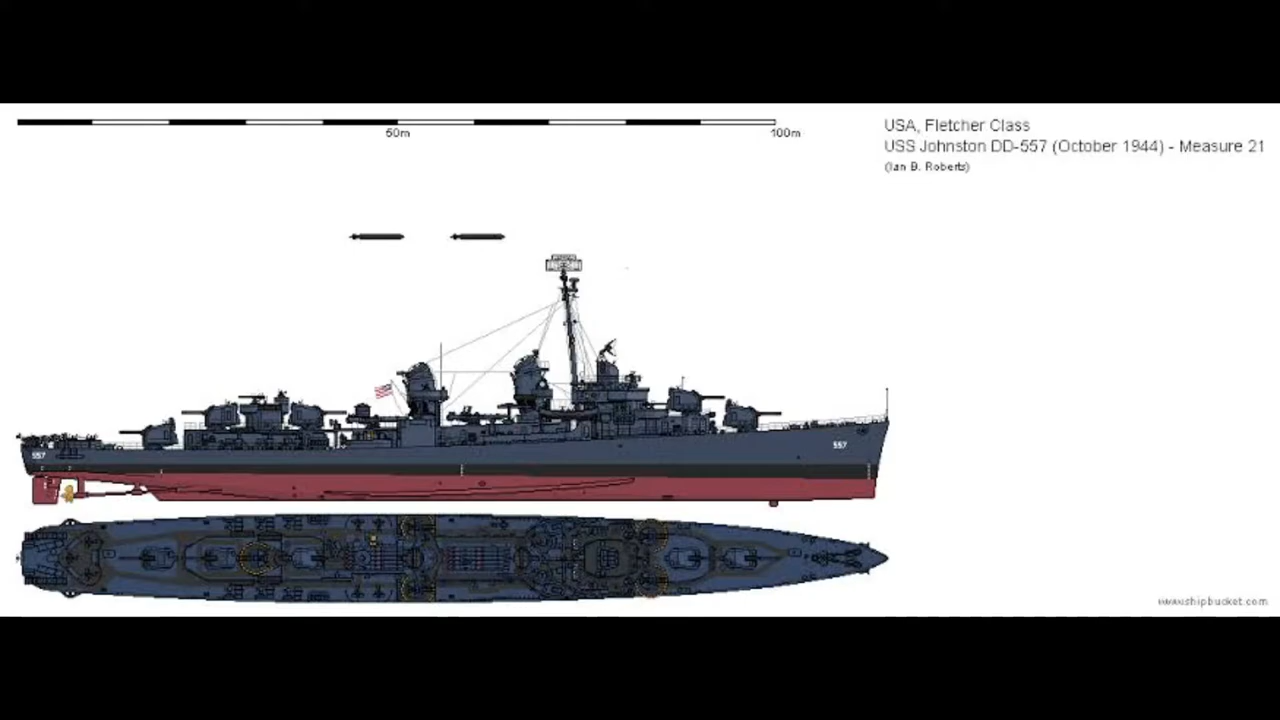 50m 100m
USA, Fletcher Class
USS Johnston DD-557 (October 1944) - Measure 21
(Ian B. Roberts)
557 557
www.shipbucket.com